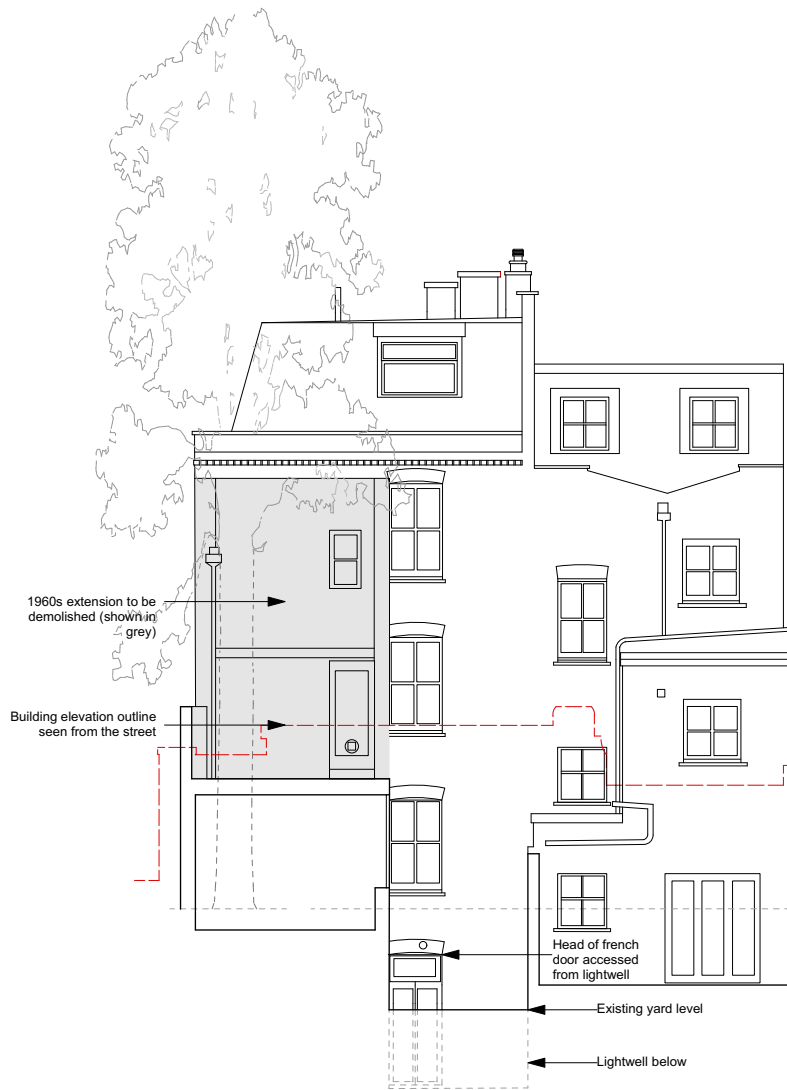 1960s extension to be
demolished (shown in
grey)
Building elevation outline
seen from the street
Head of french
door accessed
from lightwell
Existing yard level
Lightwell below